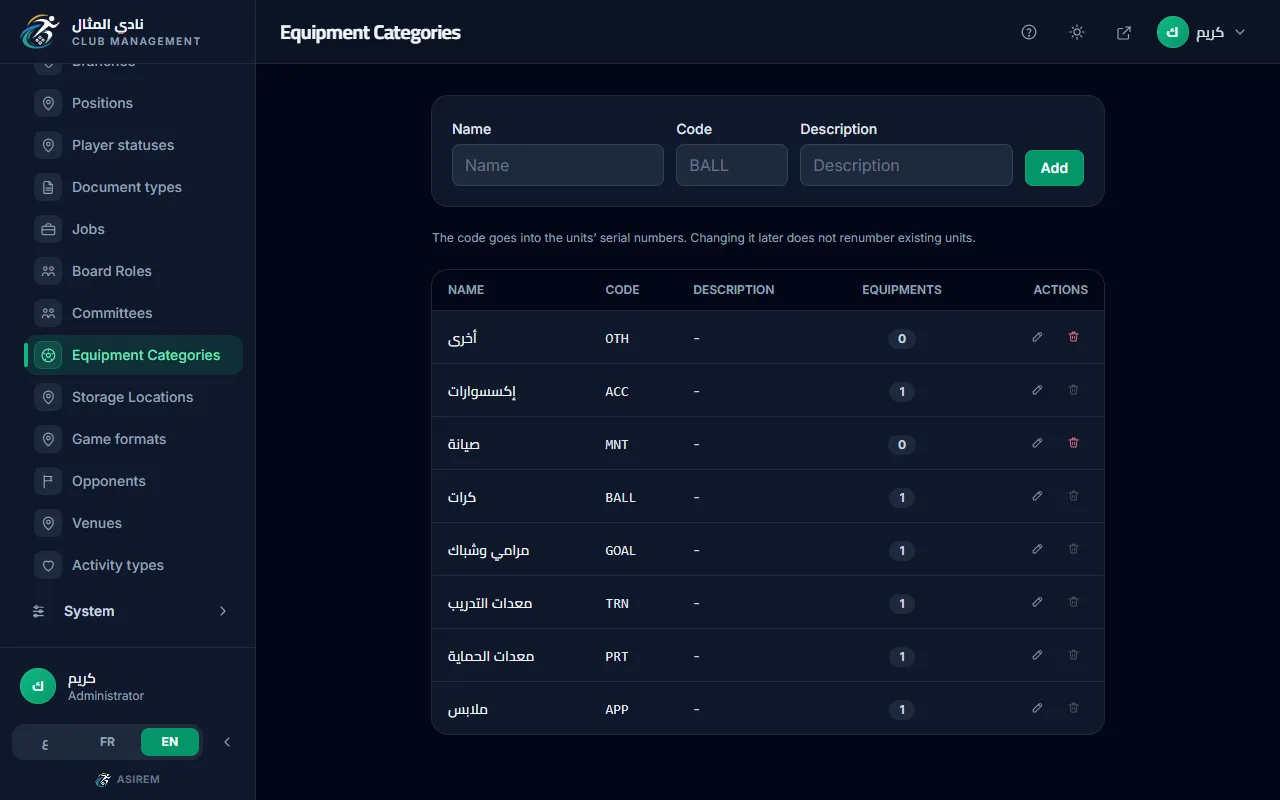 نادي المثال
CLUB MANAGEMENT
Equipment Categories
ك
كريم
Branches
Positions
Player statuses
Document types
Jobs
Board Roles
Committees
Equipment Categories
Storage Locations
Game formats
Opponents
Venues
Activity types
System
ك
كريم
Administrator
ع FR EN
ASIREM
Name Code Description
Name BALL Description Add
The code goes into the units' serial numbers. Changing it later does not renumber existing units.
NAME CODE DESCRIPTION EQUIPMENTS ACTIONS
أخرى OTH - 0
إكسسوارات ACC - 1
صيانة MNT - 0
كرات BALL - 1
مرامي وشباك GOAL - 1
معدات التدريب TRN - 1
معدات الحماية PRT - 1
ملابس APP - 1